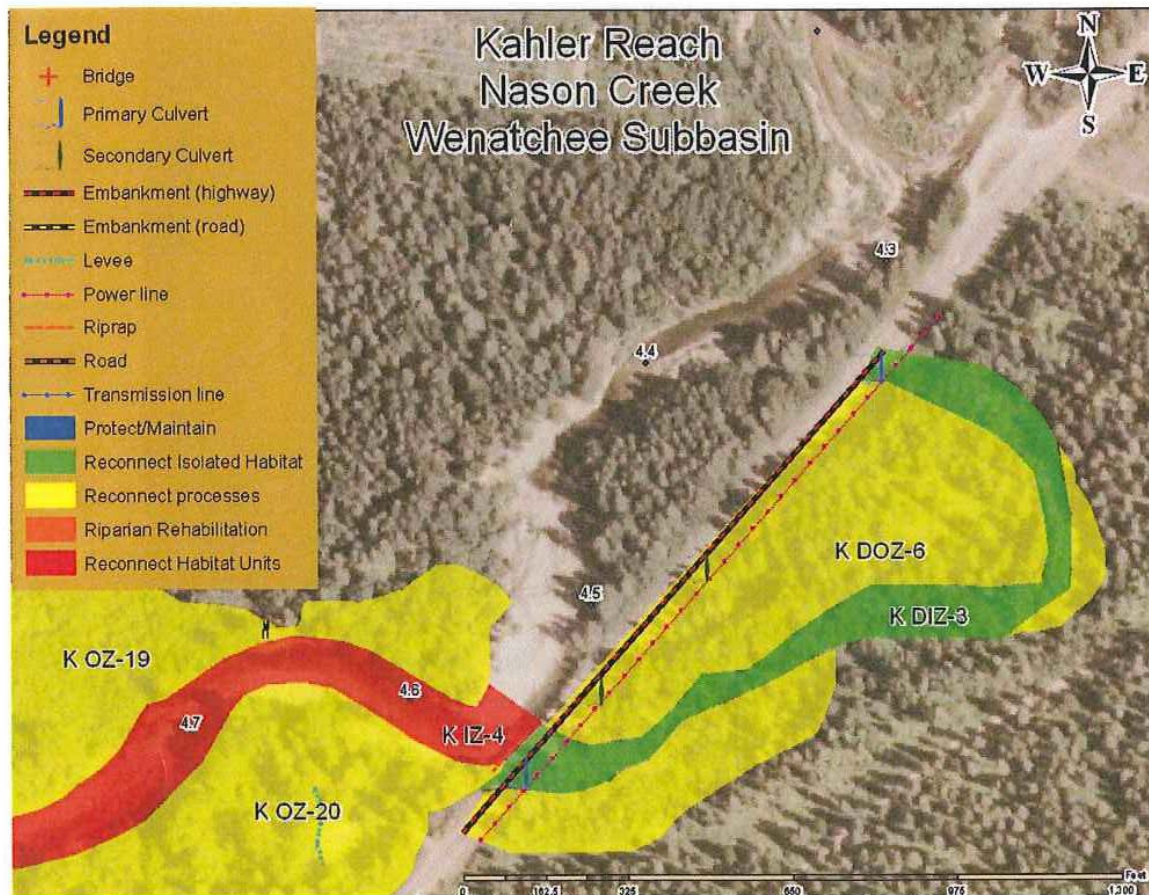 Legend
Bridge
Primary Culvert
Secondary Culvert
Embankment (highway)
Embankment (road)
Levee
Power line
Riprap
Road
Transmission line
Protect/Maintain
Reconnect Isolated Habitat
Reconnect processes
Riparian Rehabilitation
Reconnect Habitat Units
Kahler Reach
Nason Creek
Wenatchee Subbasin
N
W E
S
4.3
4.4
K DOZ-6
4.5
K DIZ-3
K OZ-19
4.6
4.7
K IZ-4
K OZ-20
Feet
0 162.5 325 650 975 1,300